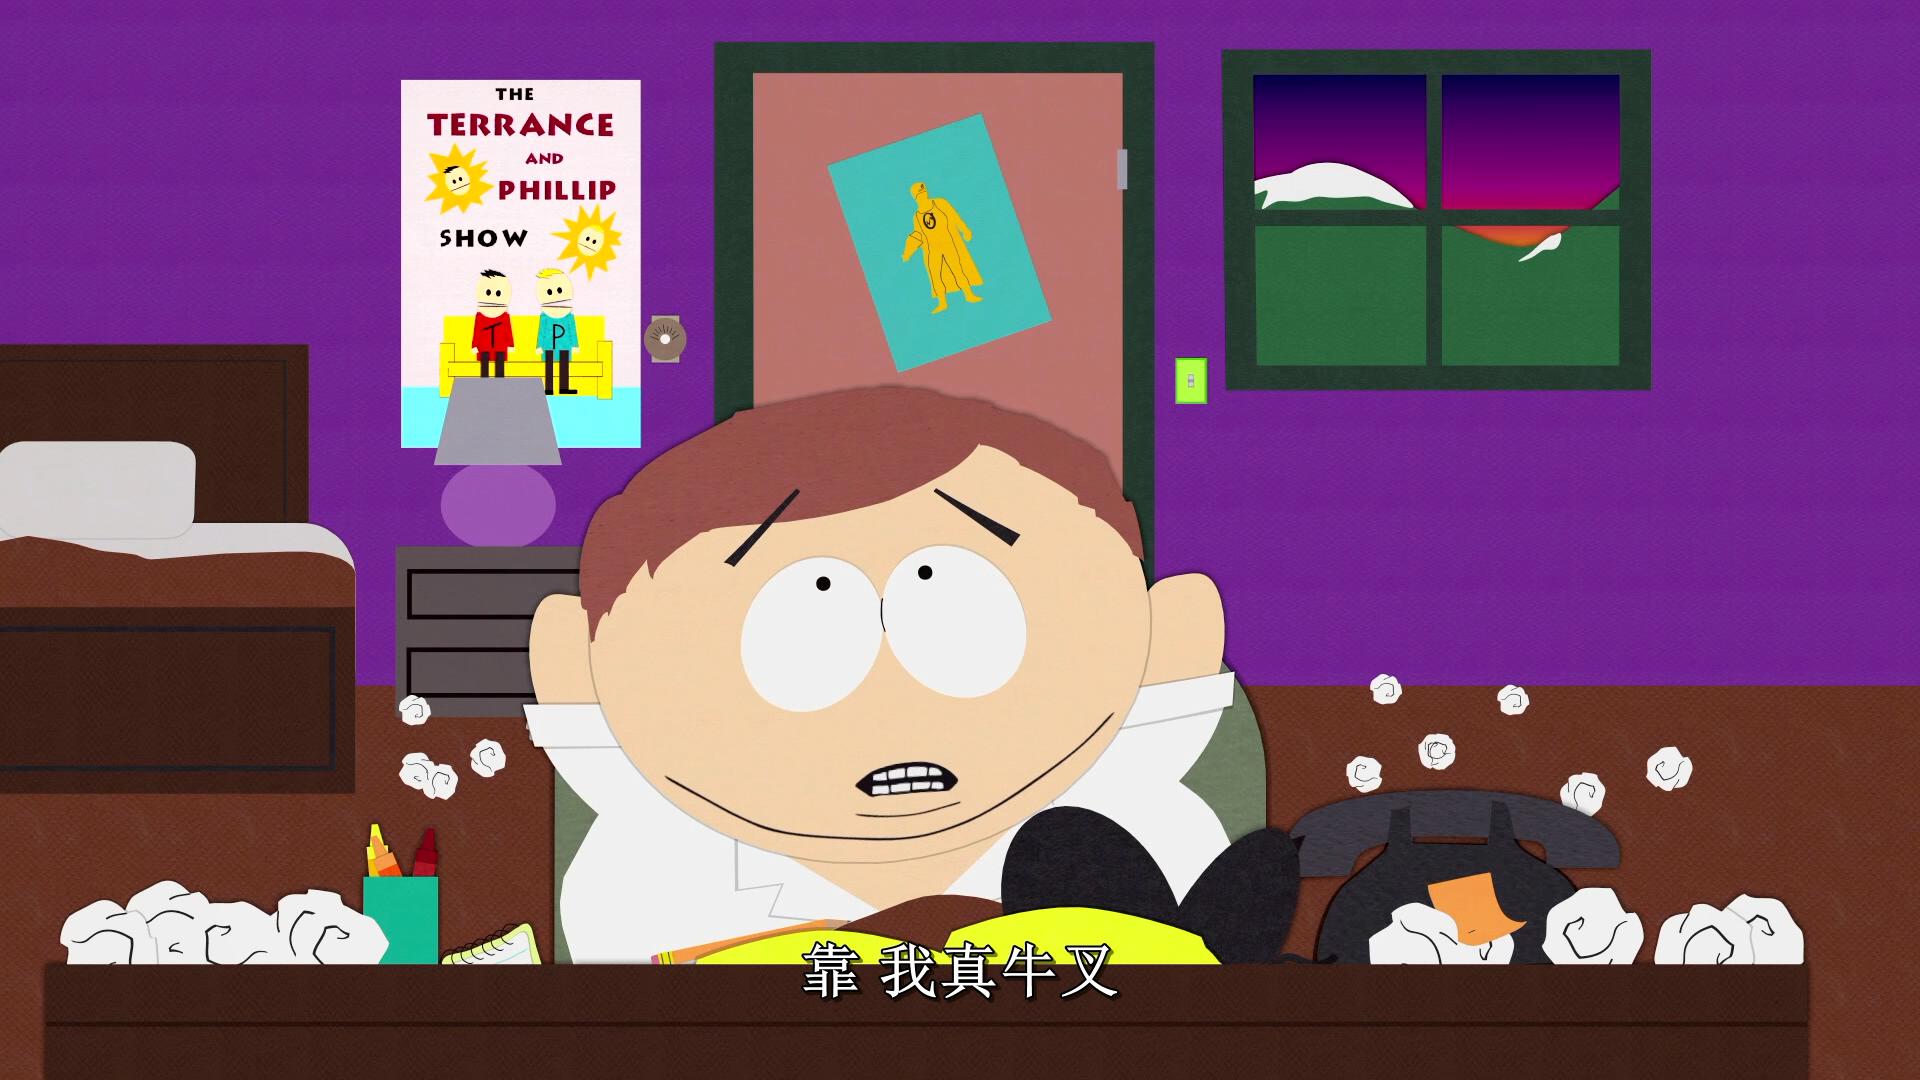 THE
TERRANCE
AND
PHILLIP
SHOW
T P
靠 我真牛叉